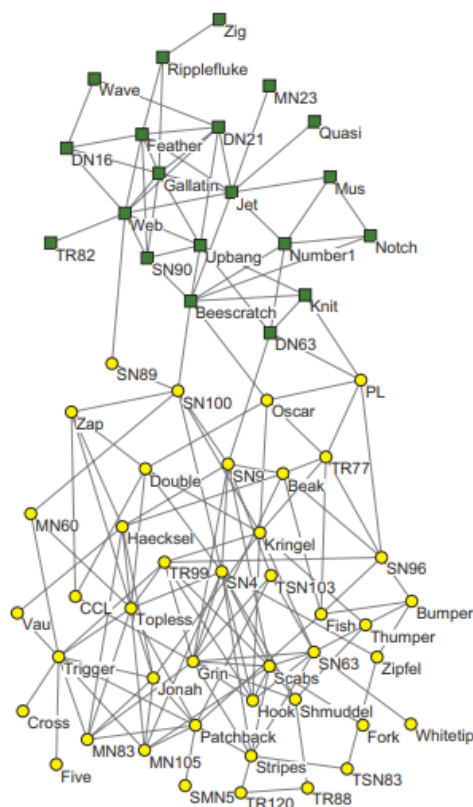 Zig
Ripplefluke
Wave
MN23
DN21
Quasi
Feather
DN16
Gallatin
Mus
Jet
Web
TR82
Upbang
Number1
Notch
SN90
Beescratch
Knit
DN63
SN89
PL
SN100
Oscar
Zap
SN9
TR77
Double
Beak
MN60
Haecksel
Kringel
SN96
TR99
SN4
TSN103
Vau
CCL
Topless
Fish
Bumper
Thumper
Trigger
Grin
SN63
Zipfel
Jonah
Scabs
Cross
Hook
Shmuddel
MN83
Patchback
Fork
Whitetip
MN105
Five
Stripes
TSN83
SMN5
TR120
TR88